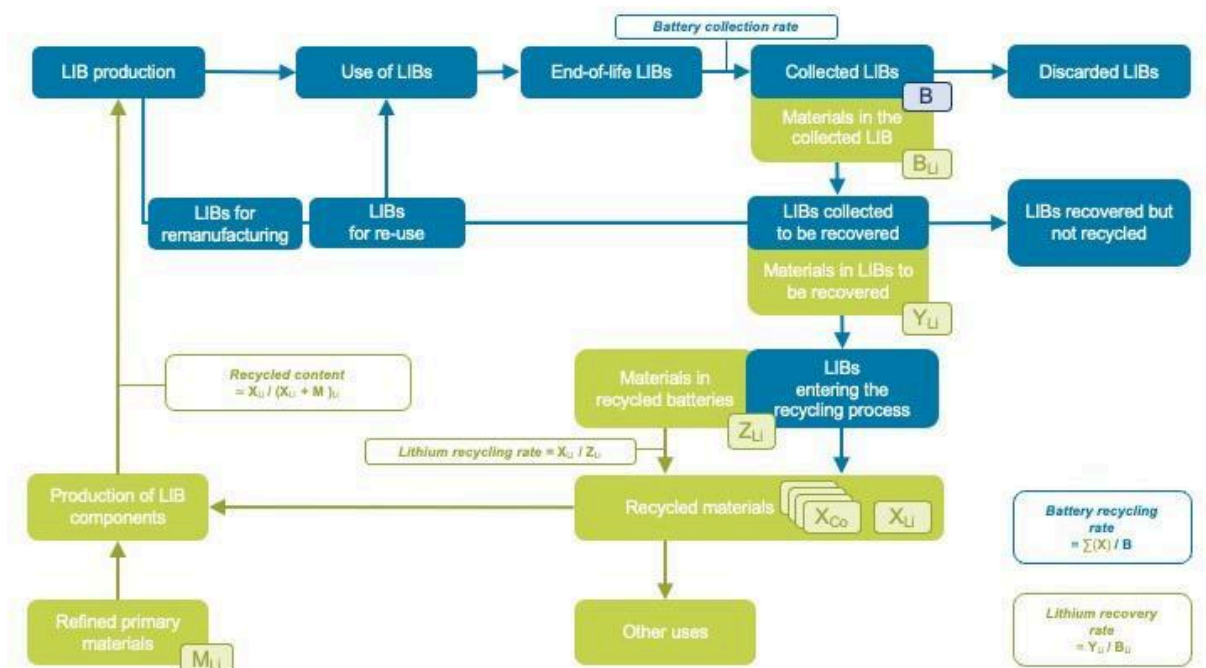 Battery collection rate
LIB production
Use of LIBs
End-of-life LIBs
Collected LIBs
Discarded LIBs
B
Materials in the
collected LIB
BLi
LIBs for
remanufacturing
LIBs
for re-use
LIBs collected
to be recovered
LIBs recovered but
not recycled
Materials in LIBs to
be recovered
YLi
Recycled content
= XLi / (XLi + M )Li
Materials in
recycled batteries
LIBs
entering the
recycling process
ZLi
Lithium recycling rate = XLi / ZLi
Production of LIB
components
Recycled materials
XCo
XLi
Battery recycling
rate
= ∑(X) / B
Refined primary
materials
MLi
Other uses
Lithium recovery
rate
= YLi / BLi